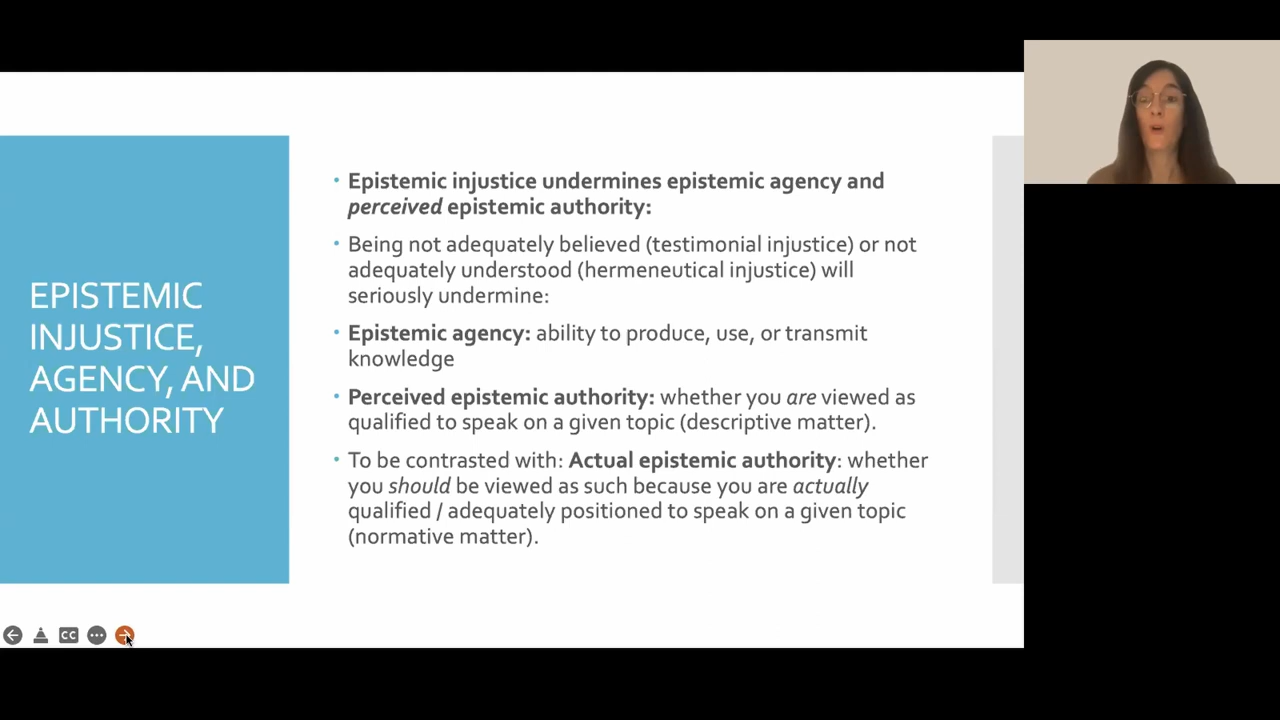 EPISTEMIC
INJUSTICE,
AGENCY, AND
AUTHORITY
• Epistemic injustice undermines epistemic agency and
perceived epistemic authority:
• Being not adequately believed (testimonial injustice) or not
adequately understood (hermeneutical injustice) will
seriously undermine:
• Epistemic agency: ability to produce, use, or transmit
knowledge
• Perceived epistemic authority: whether you are viewed as
qualified to speak on a given topic (descriptive matter).
• To be contrasted with: Actual epistemic authority: whether
you should be viewed as such because you are actually
qualified / adequately positioned to speak on a given topic
(normative matter).
CC